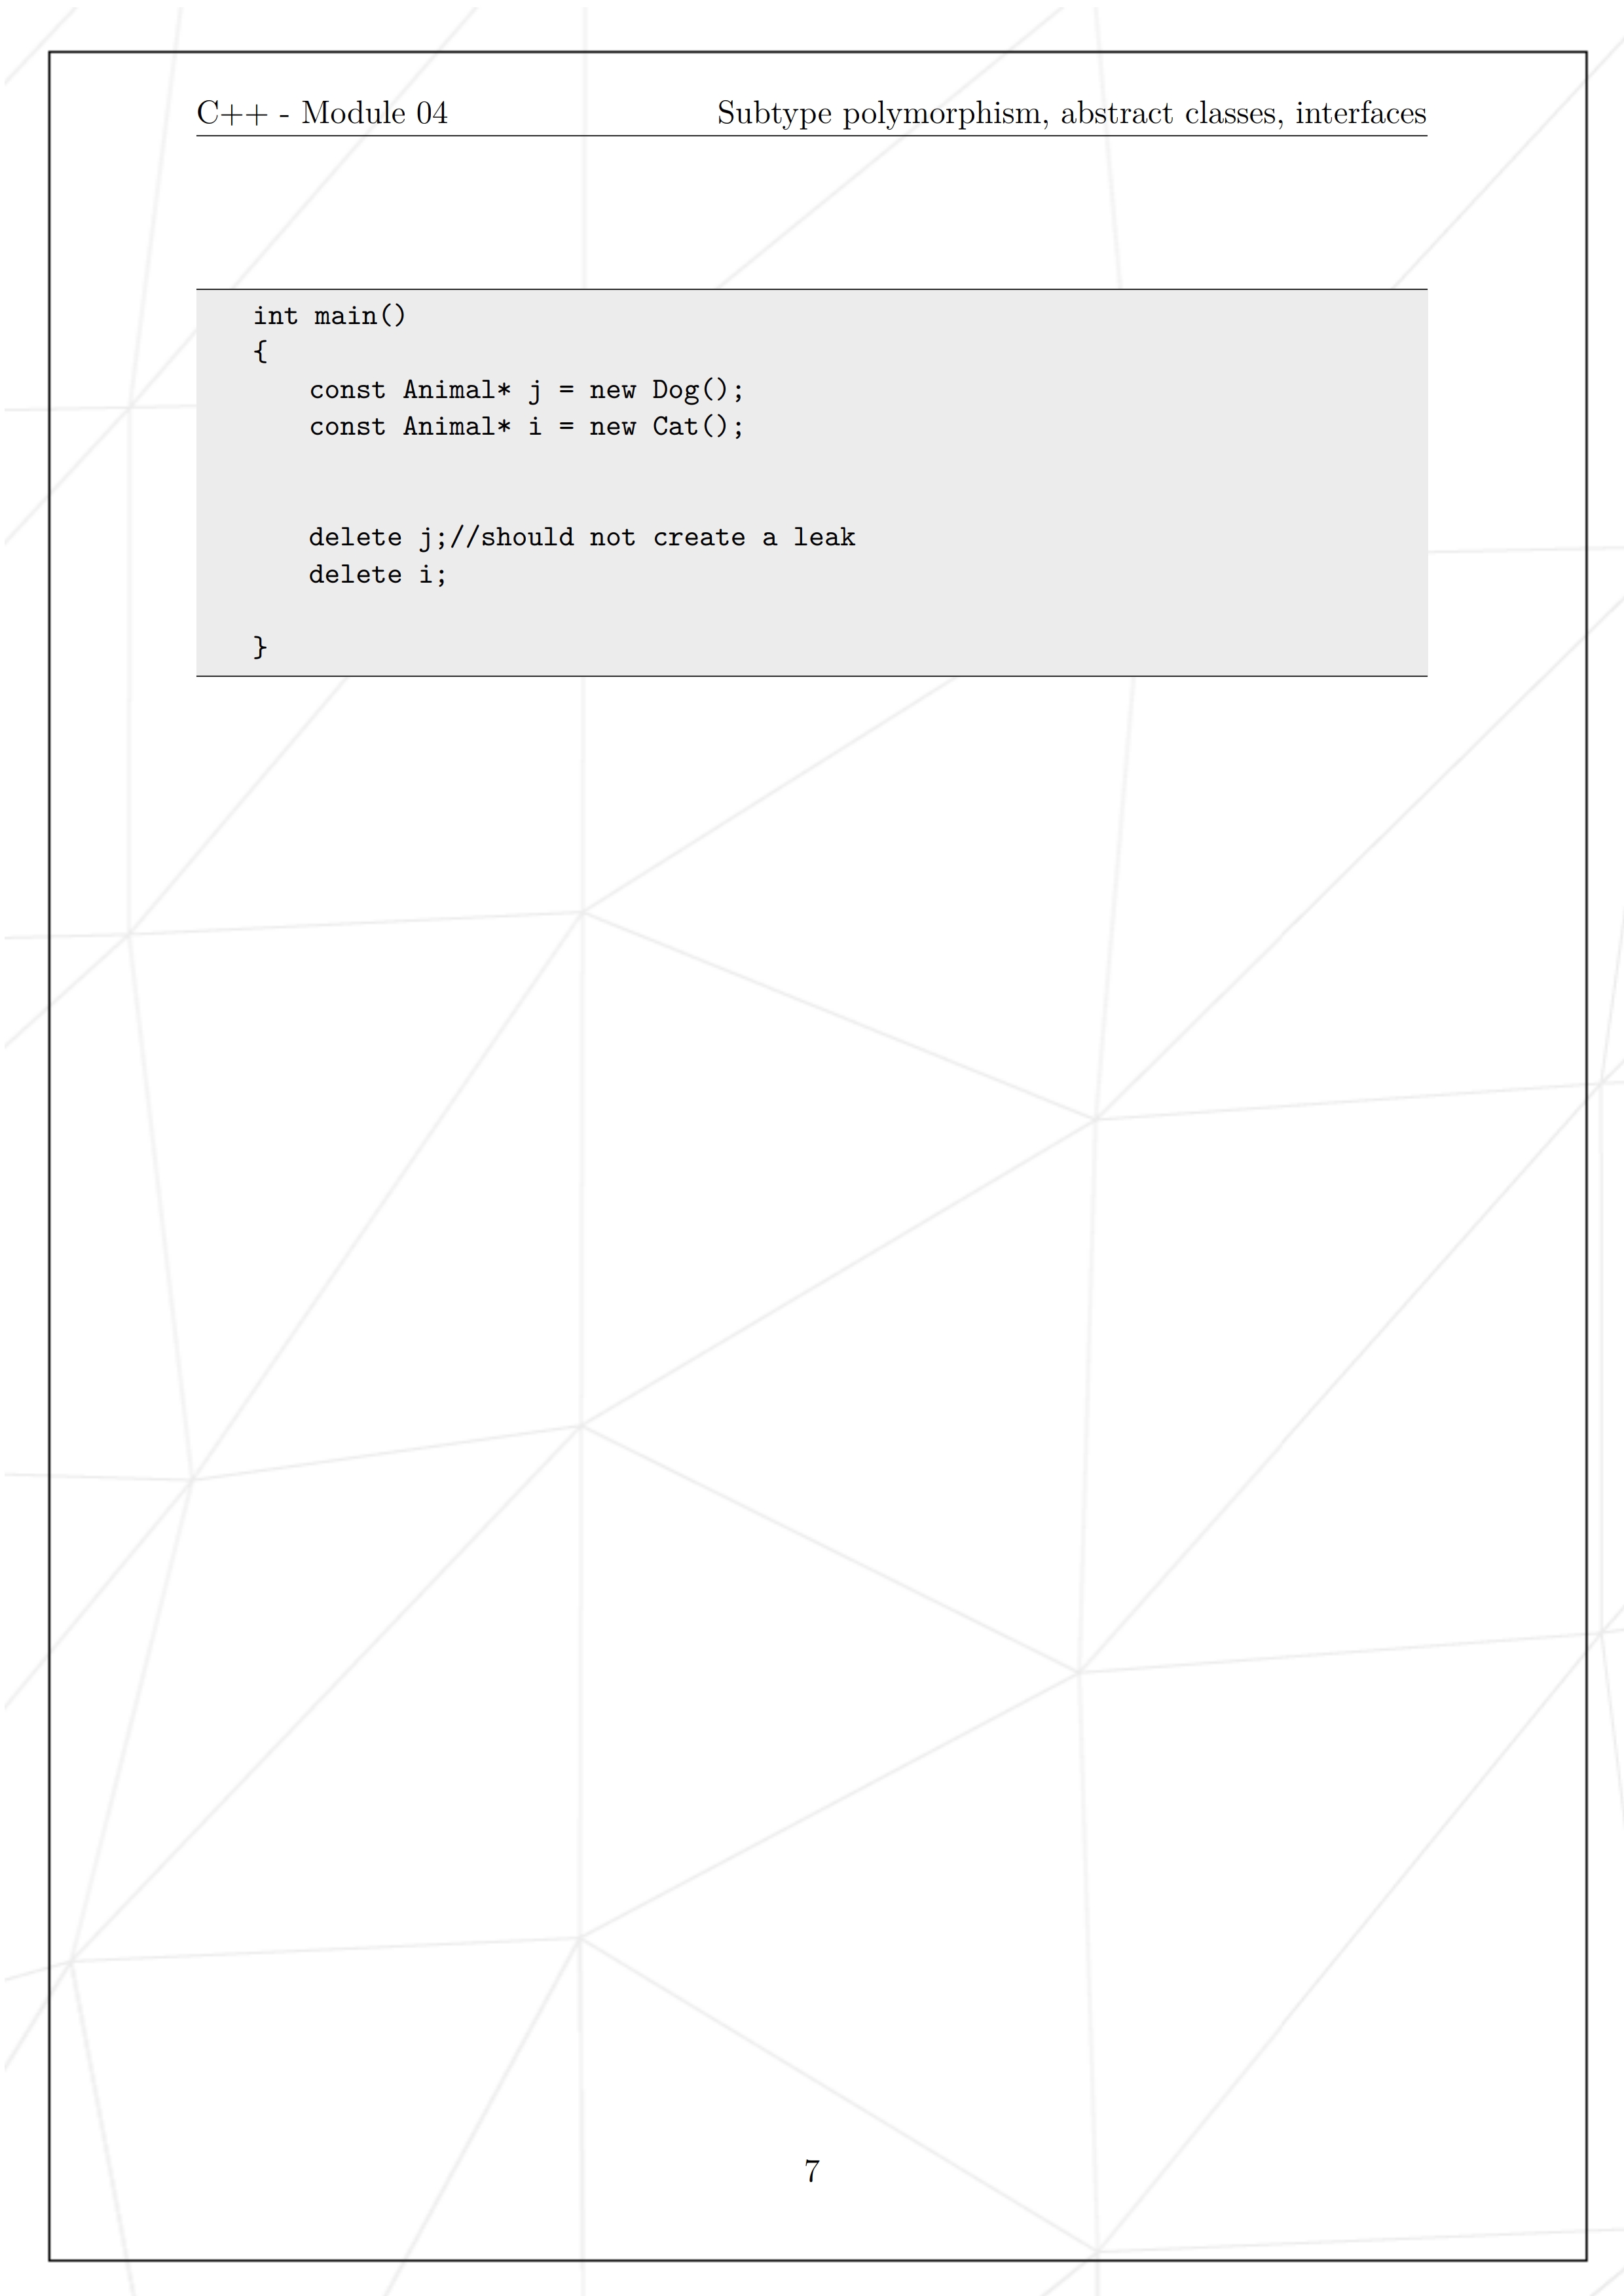 C++ - Module 04 Subtype polymorphism, abstract classes, interfaces
int main()
{
const Animal* j = new Dog();
const Animal* i = new Cat();
delete j;//should not create a leak
delete i;
}
7